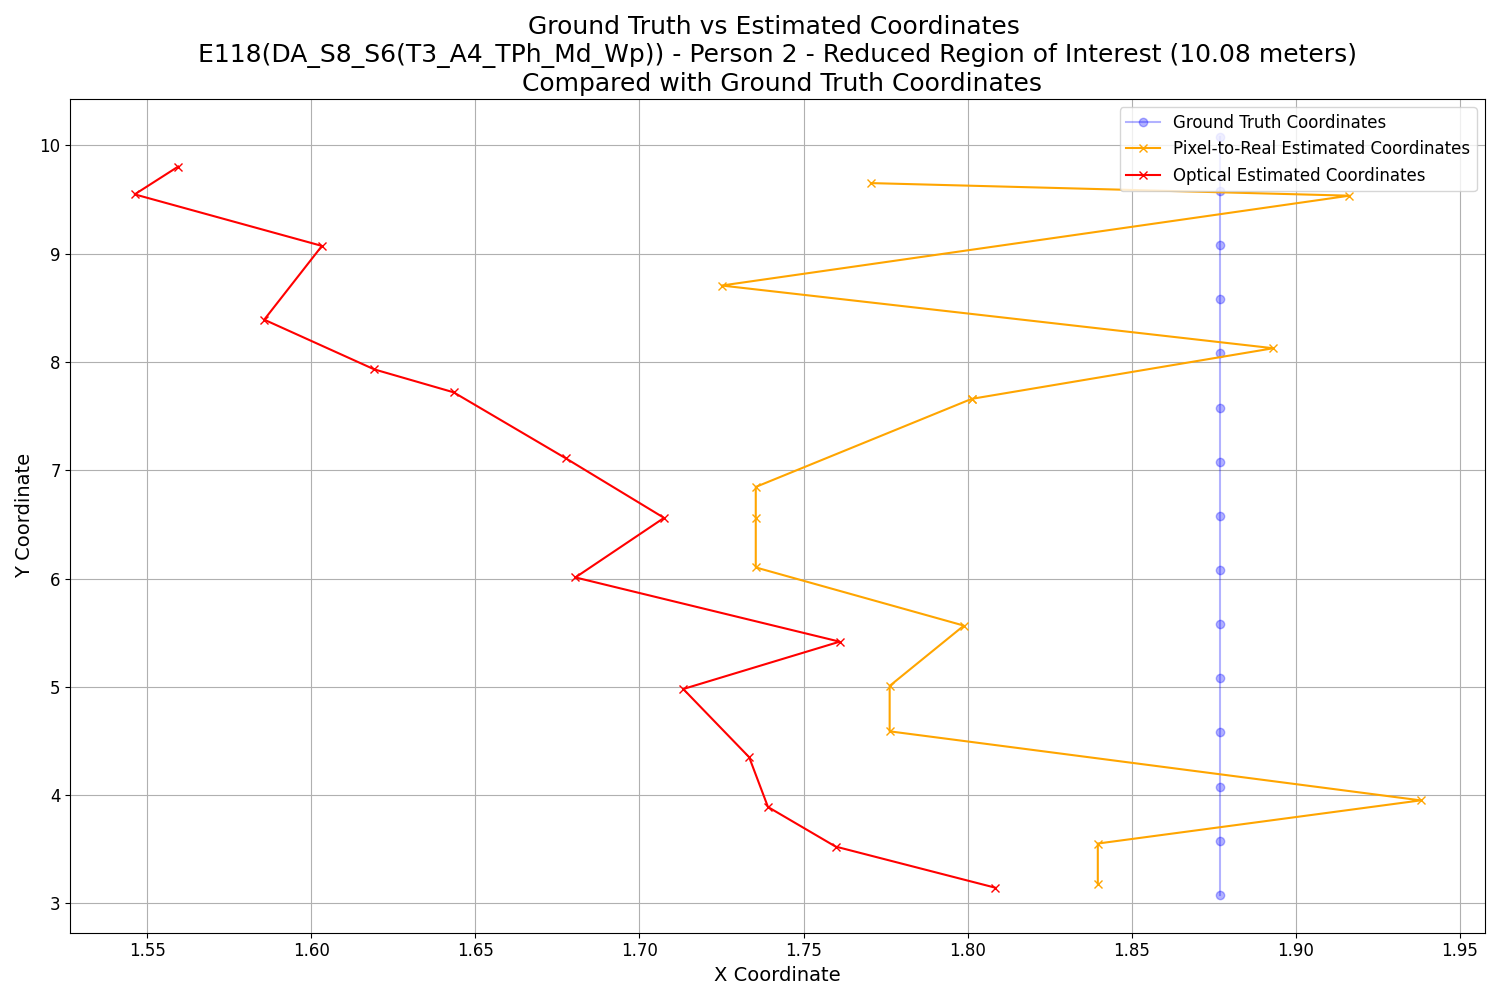 Ground Truth vs Estimated Coordinates
E118(DA_S8_S6(T3_A4_TPh_Md_Wp)) - Person 2 - Reduced Region of Interest (10.08 meters)
Compared with Ground Truth Coordinates
Ground Truth Coordinates
Pixel-to-Real Estimated Coordinates
Optical Estimated Coordinates
Y Coordinate
10
9
8
7
6
5
4
3
1.55
1.60
1.65
1.70
1.75
1.80
1.85
1.90
1.95
X Coordinate